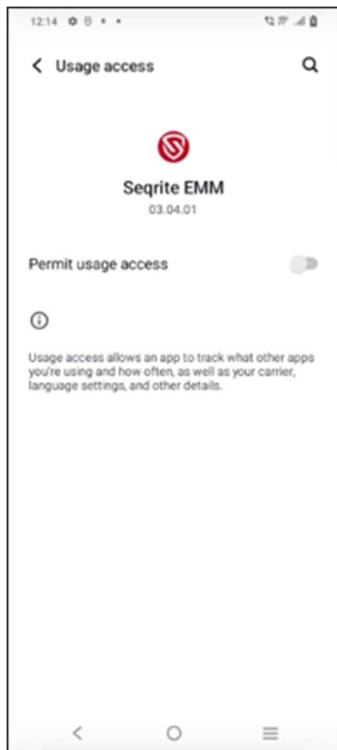 12:14
Usage access
Seqrite EMM
03.04.01
Permit usage access
Usage access allows an app to track what other apps
you're using and how often, as well as your carrier,
language settings, and other details.